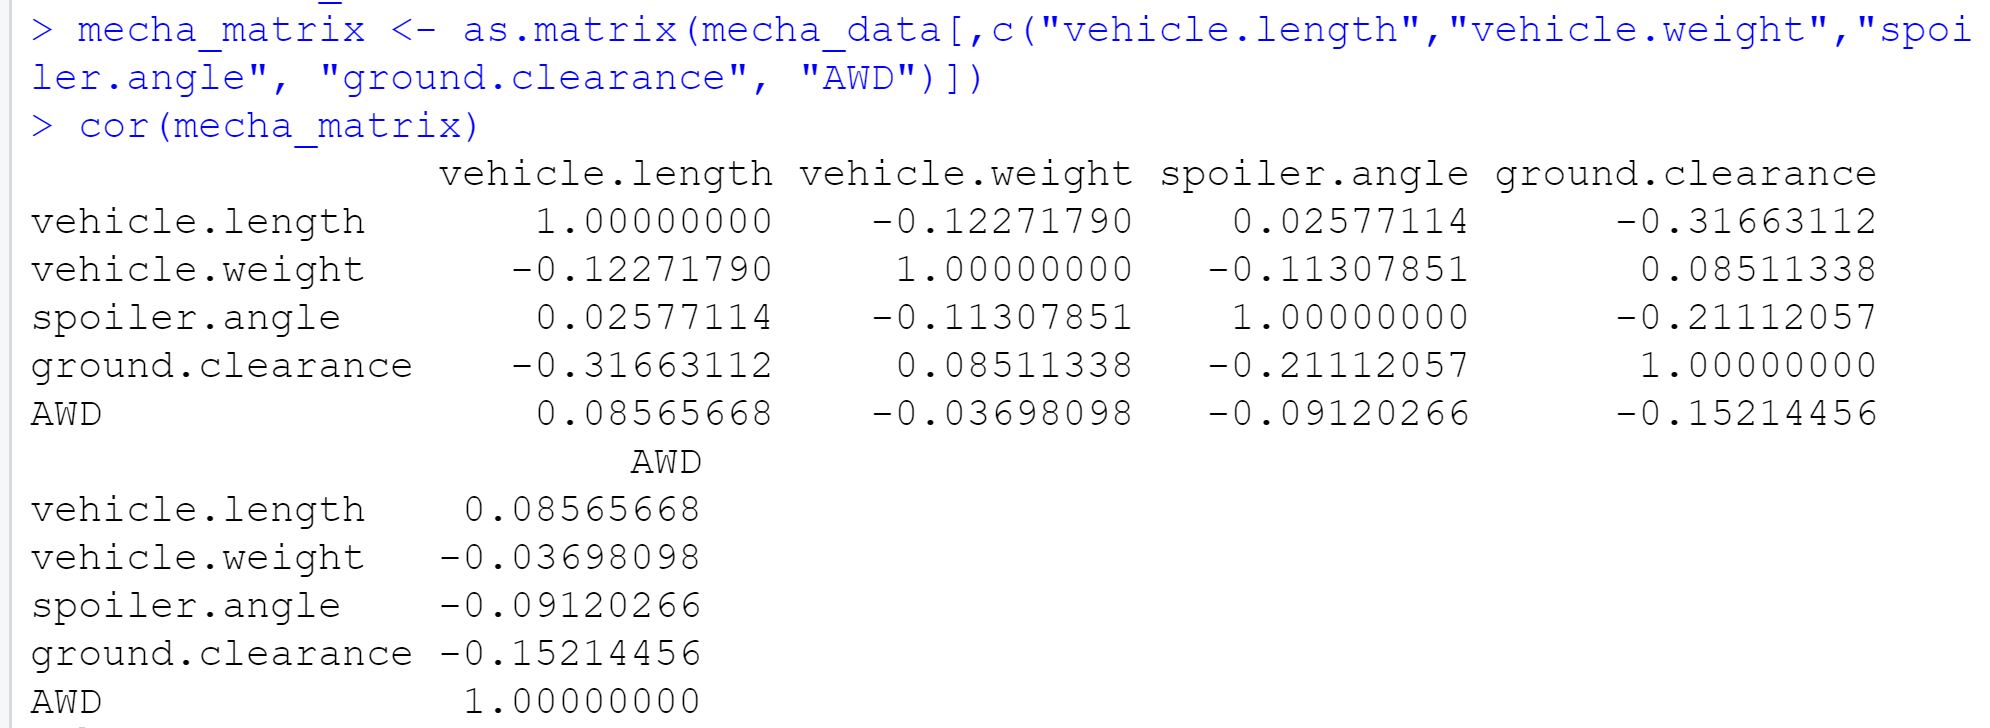 > mecha_matrix <- as.matrix(mecha_data[,c("vehicle.length","vehicle.weight","spoi
ler.angle", "ground.clearance", "AWD")])
> cor(mecha_matrix)
                 vehicle.length vehicle.weight spoiler.angle ground.clearance
vehicle.length       1.00000000    -0.12271790    0.02577114      -0.31663112
vehicle.weight      -0.12271790     1.00000000   -0.11307851       0.08511338
spoiler.angle        0.02577114    -0.11307851    1.00000000      -0.21112057
ground.clearance    -0.31663112     0.08511338   -0.21112057       1.00000000
AWD                  0.08565668    -0.03698098   -0.09120266      -0.15214456
                         AWD
vehicle.length    0.08565668
vehicle.weight   -0.03698098
spoiler.angle    -0.09120266
ground.clearance -0.15214456
AWD               1.00000000